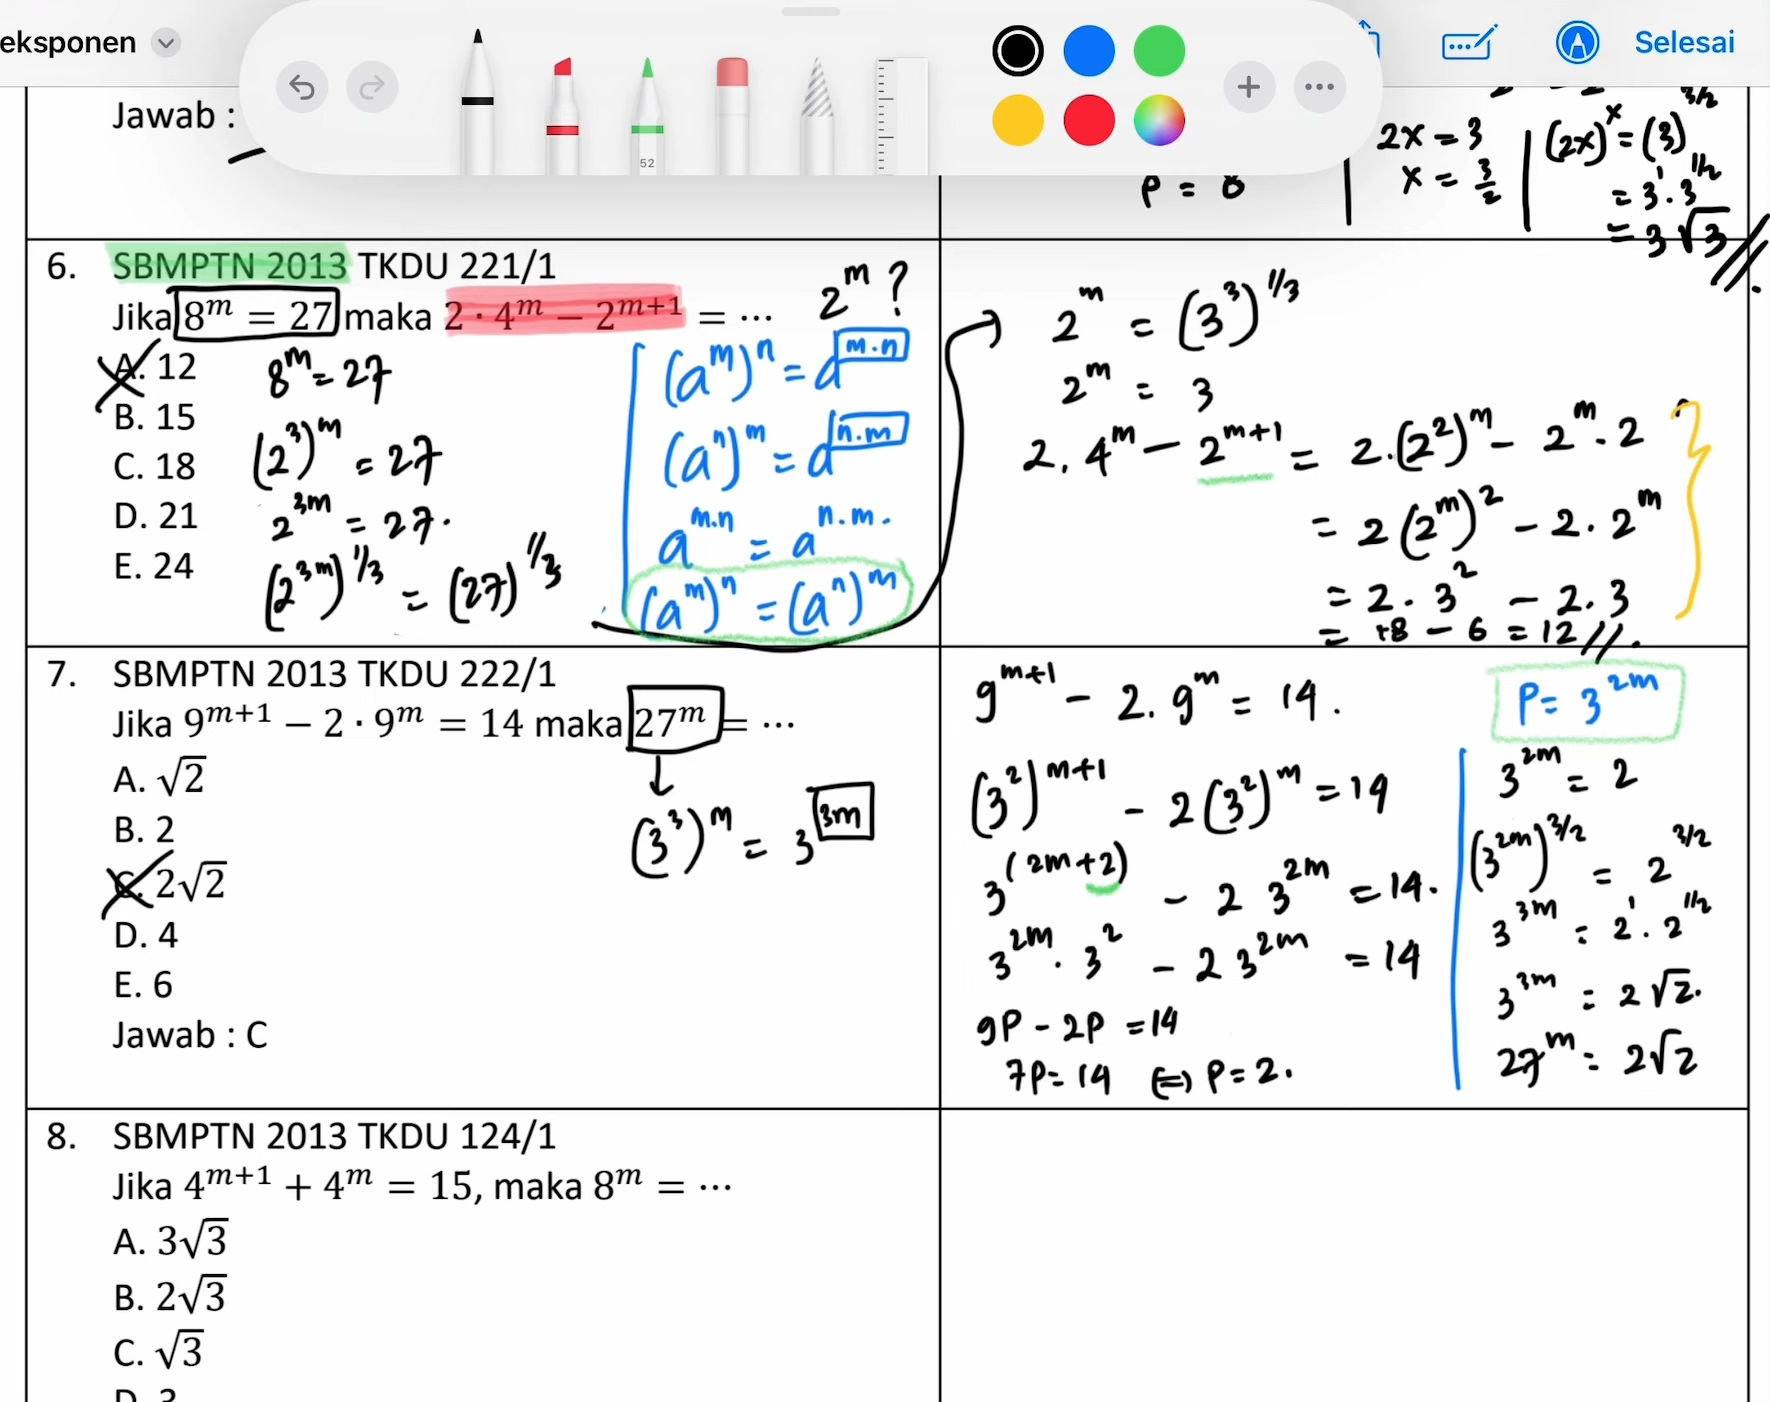 eksponen
52
Selesai
Jawab :
P = 8
2x = 3
x = 3/2
(2x)^x = (3)^3/2
= 3^1 . 3^1/2
= 3√3 //.
6. SBMPTN 2013 TKDU 221/1
Jika 8^m = 27 maka 2 · 4^m − 2^(m+1) = ⋯
2^m ?
A. 12
B. 15
C. 18
D. 21
E. 24
8^m = 27
(2^3)^m = 27
2^3m = 27.
(2^3m)^1/3 = (27)^1/3
(a^m)^n = a^m.n
(a^n)^m = a^n.m
a^m.n = a^n.m.
(a^m)^n = (a^n)^m
2^m = (3^3)^1/3
2^m = 3
2. 4^m − 2^(m+1) = 2.(2^2)^m − 2^m . 2
= 2 (2^m)^2 − 2. 2^m
= 2. 3^2 − 2.3
= 18 − 6 = 12 //.
7. SBMPTN 2013 TKDU 222/1
Jika 9^(m+1) − 2 · 9^m = 14 maka 27^m = ⋯
A. √2
B. 2
C. 2√2
D. 4
E. 6
Jawab : C
(3^3)^m = 3^3m
9^(m+1) − 2. 9^m = 14.
(3^2)^(m+1) − 2 (3^2)^m = 14
3^(2m+2) − 2 3^2m = 14.
3^2m . 3^2 − 2 3^2m = 14
9P − 2P = 14
7P = 14 ⇔ P = 2.
P = 3^2m
3^2m = 2
(3^2m)^3/2 = 2^3/2
3^3m = 2^1 . 2^1/2
3^3m = 2√2.
27^m = 2√2
8. SBMPTN 2013 TKDU 124/1
Jika 4^(m+1) + 4^m = 15, maka 8^m = ⋯
A. 3√3
B. 2√3
C. √3
D. 3